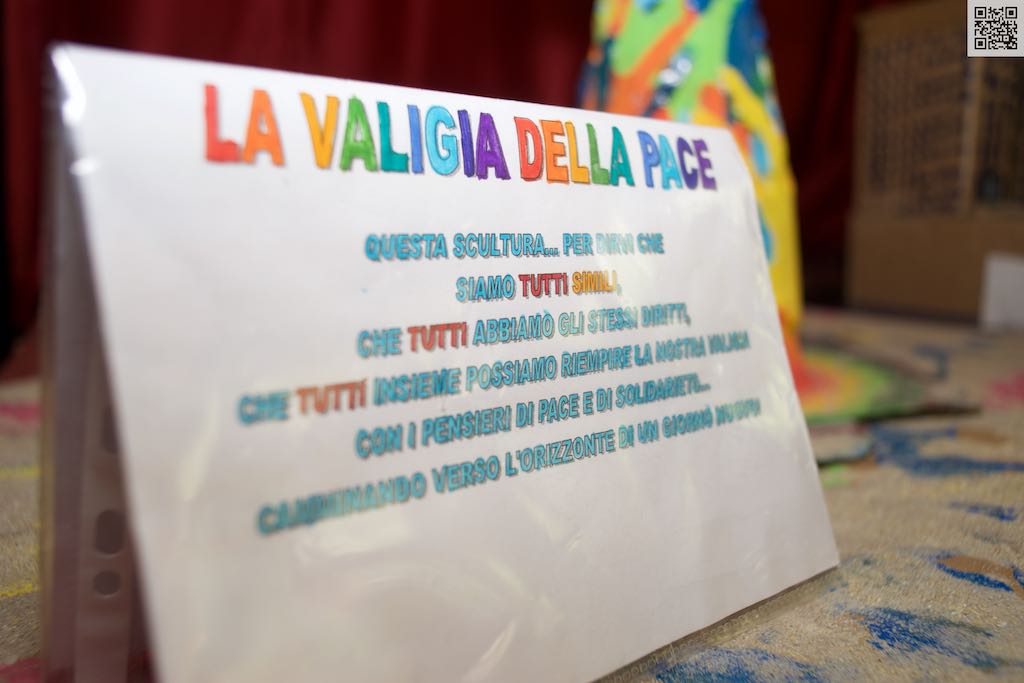 LA VALIGIA DELLA PACE
QUESTA SCULTURA... PER DIRVI CHE
SIAMO TUTTI SIMILI,
CHE TUTTI ABBIAMO GLI STESSI DIRITTI,
CHE TUTTI INSIEME POSSIAMO RIEMPIRE LA NOSTRA VALIGIA
CON I PENSIERI DI PACE E DI SOLIDARIETÀ...
CAMMINANDO VERSO L'ORIZZONTE DI UN GIORNO NUOVO!